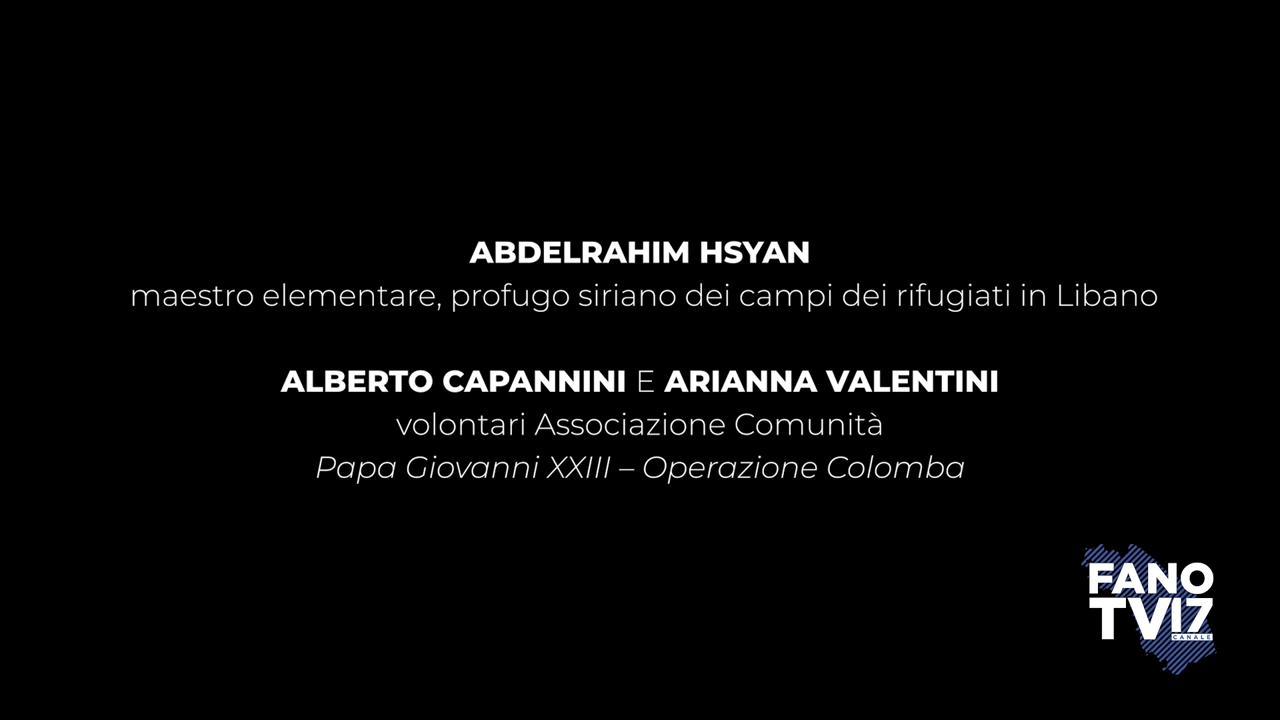 ABDELRAHIM HSYAN
maestro elementare, profugo siriano dei campi dei rifugiati in Libano
ALBERTO CAPANNINI E ARIANNA VALENTINI
volontari Associazione Comunità
Papa Giovanni XXIII – Operazione Colomba
FANO
TV17
CANALE